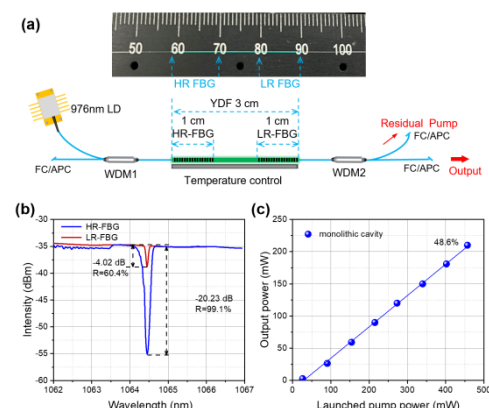 (a)
50 60 70 80 90 100
HR FBG LR FBG
YDF 3 cm
976nm LD
1 cm 1 cm
HR-FBG LR-FBG
Residual Pump
FC/APC
FC/APC WDM1 WDM2 FC/APC
Output
Temperature control
(b)
HR-FBG
LR-FBG
-4.02 dB
R=60.4%
-20.23 dB
R=99.1%
Intensity (dBm)
-30
-35
-40
-45
-50
-55
-60
1062 1063 1064 1065 1066 1067
Wavelength (nm)
(c)
monolithic cavity
48.6%
Output power (mW)
250
200
150
100
50
0
0 100 200 300 400 500
Launched pump power (mW)